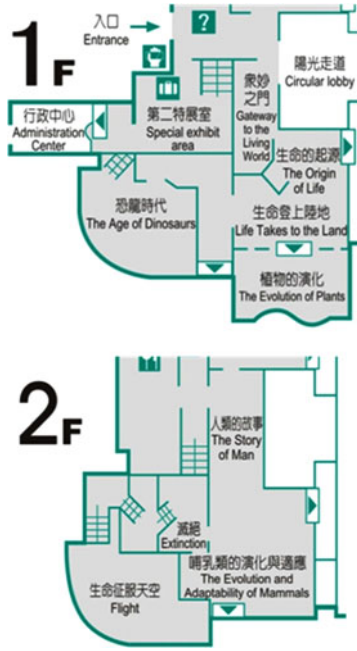 1F
入口
Entrance
?
陽光走道
Circular lobby
衆妙
之門
Gateway
to the
Living
World
行政中心
Administration
Center
第二特展室
Special exhibit
area
生命的起源
The Origin
of Life
恐龍時代
The Age of Dinosaurs
生命登上陸地
Life Takes to the Land
植物的演化
The Evolution of Plants
2F
人類的故事
The Story
of Man
滅絕
Extinction
生命征服天空
Flight
哺乳類的演化與適應
The Evolution and
Adaptability of Mammals